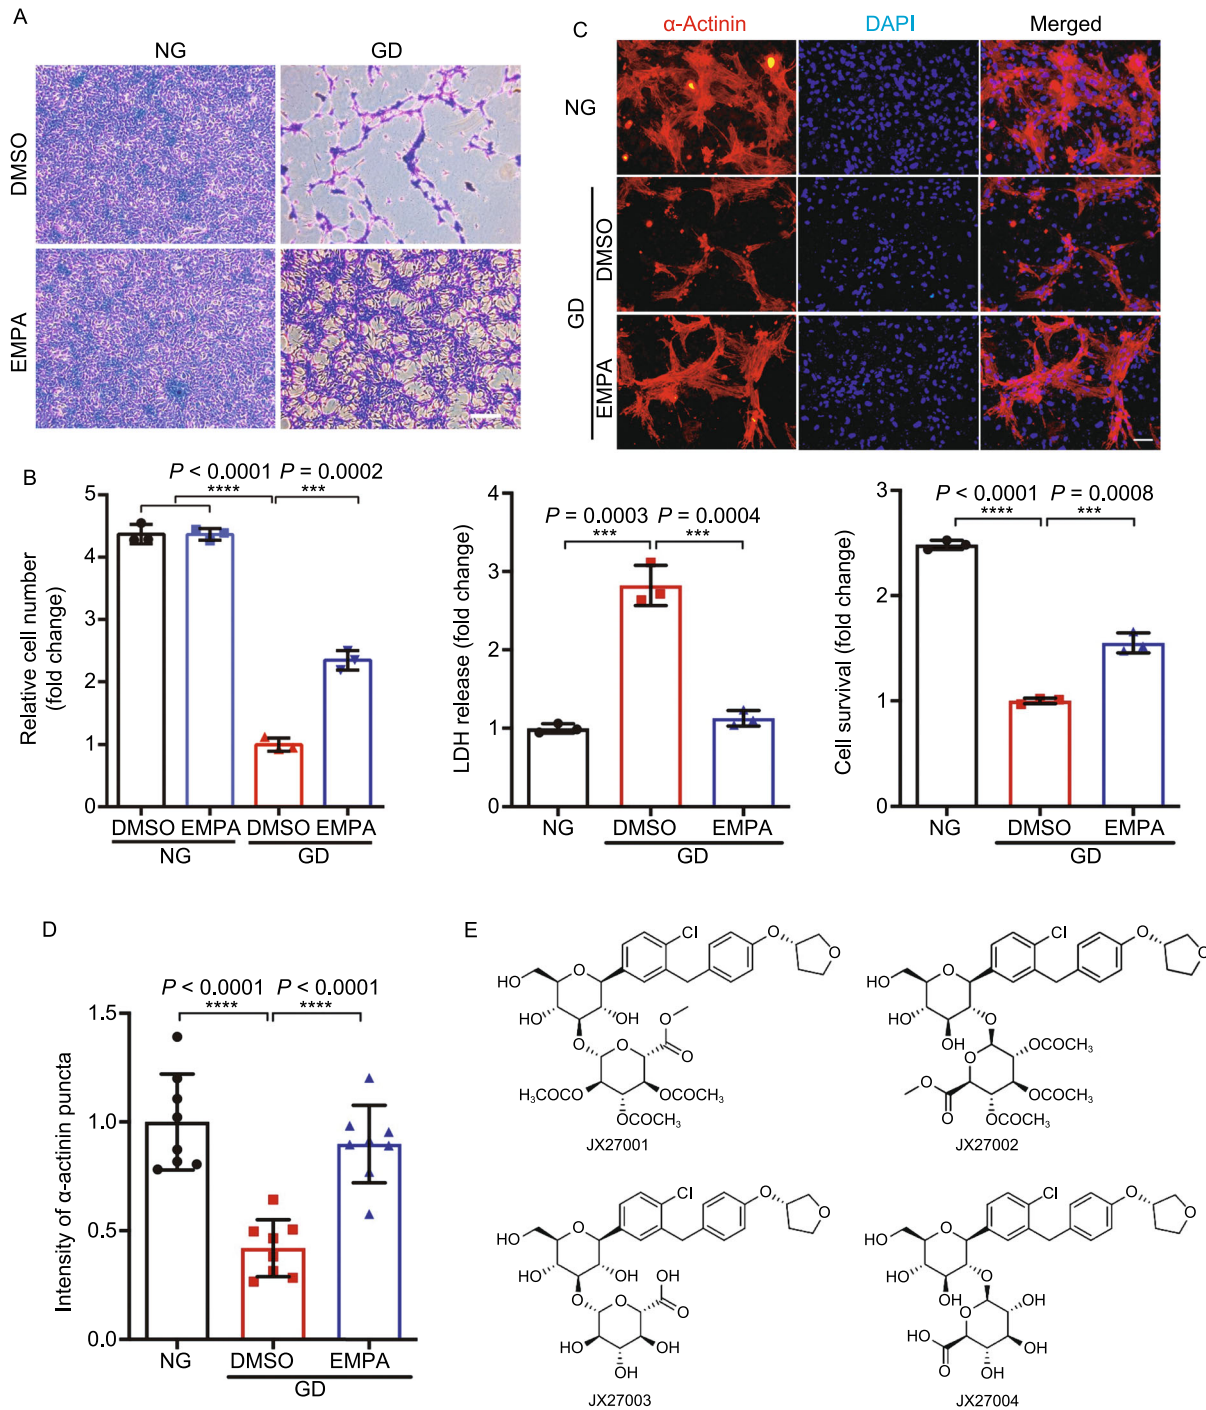 A
NG
GD
DMSO
EMPA
C
α-Actinin
DAPI
Merged
NG
DMSO
EMPA
GD
B
P < 0.0001
P = 0.0002
****
***
Relative cell number
(fold change)
5
4
3
2
1
0
DMSO
EMPA
DMSO
EMPA
NG
GD
P = 0.0003
P = 0.0004
***
***
LDH release (fold change)
4
3
2
1
0
NG
DMSO
EMPA
GD
P < 0.0001
P = 0.0008
****
***
Cell survival (fold change)
3
2
1
0
NG
DMSO
EMPA
GD
D
P < 0.0001
P < 0.0001
****
****
Intensity of α-actinin puncta
1.5
1.0
0.5
0.0
NG
DMSO
EMPA
GD
E
Cl
O
O
HO
O
HO
OH
O
O
O
O
H₃COCO
OCOCH₃
OCOCH₃
JX27001
Cl
O
O
HO
O
HO
HO
O
O
O
O
OCOCH₃
OCOCH₃
OCOCH₃
JX27002
Cl
O
O
HO
O
HO
OH
O
O
OH
O
HO
OH
OH
JX27003
Cl
O
O
HO
O
HO
HO
O
O
HO
O
OH
OH
OH
JX27004